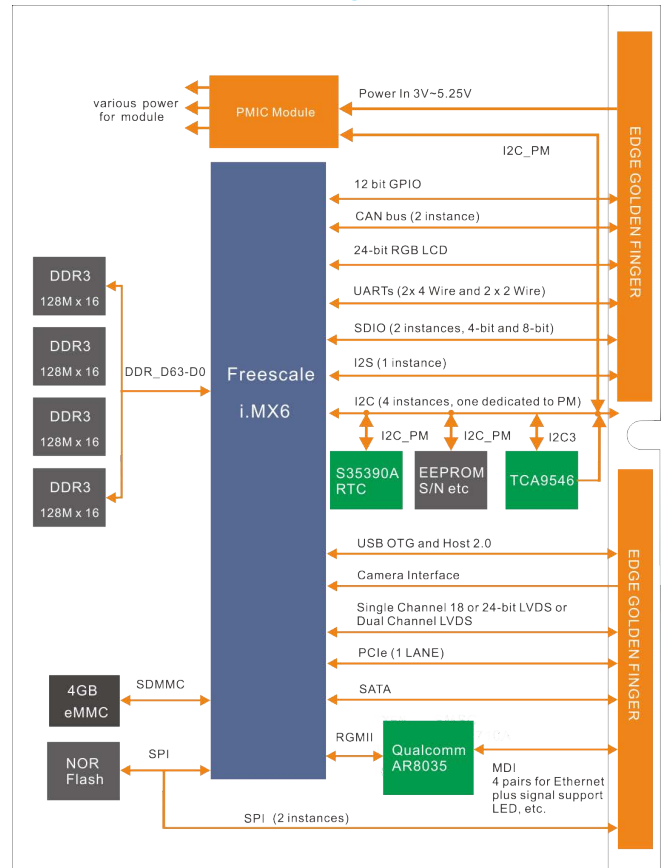 Power In 3V~5.25V
various power
for module
PMIC Module
I2C_PM
EDGE GOLDEN FINGER
12 bit GPIO
CAN bus (2 instance)
24-bit RGB LCD
UARTs (2x 4 Wire and 2 x 2 Wire)
SDIO (2 instances, 4-bit and 8-bit)
I2S (1 instance)
I2C (4 instances, one dedicated to PM)
DDR3
128M x 16
DDR3
128M x 16
DDR3
128M x 16
DDR3
128M x 16
DDR_D63-D0
Freescale
i.MX6
I2C_PM
I2C_PM
I2C3
S35390A
RTC
EEPROM
S/N etc
TCA9546
USB OTG and Host 2.0
Camera Interface
Single Channel 18 or 24-bit LVDS or
Dual Channel LVDS
PCIe (1 LANE)
SATA
EDGE GOLDEN FINGER
4GB
eMMC
SDMMC
RGMII
Qualcomm
AR8035
NOR
Flash
SPI
MDI
4 pairs for Ethernet
plus signal support
LED, etc.
SPI (2 instances)